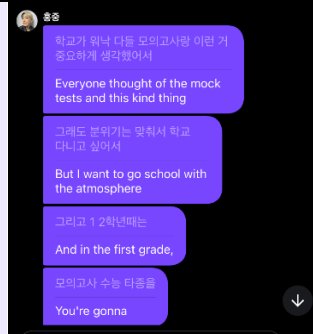 홍중
학교가 워낙 다들 모의고사랑 이런 거
중요하게 생각했어서
Everyone thought of the mock
tests and this kind thing
그래도 분위기는 맞춰서 학교
다니고 싶어서
But I want to go school with
the atmosphere
그리고 1 2학년때는
And in the first grade,
모의고사 수능 타종을
You're gonna